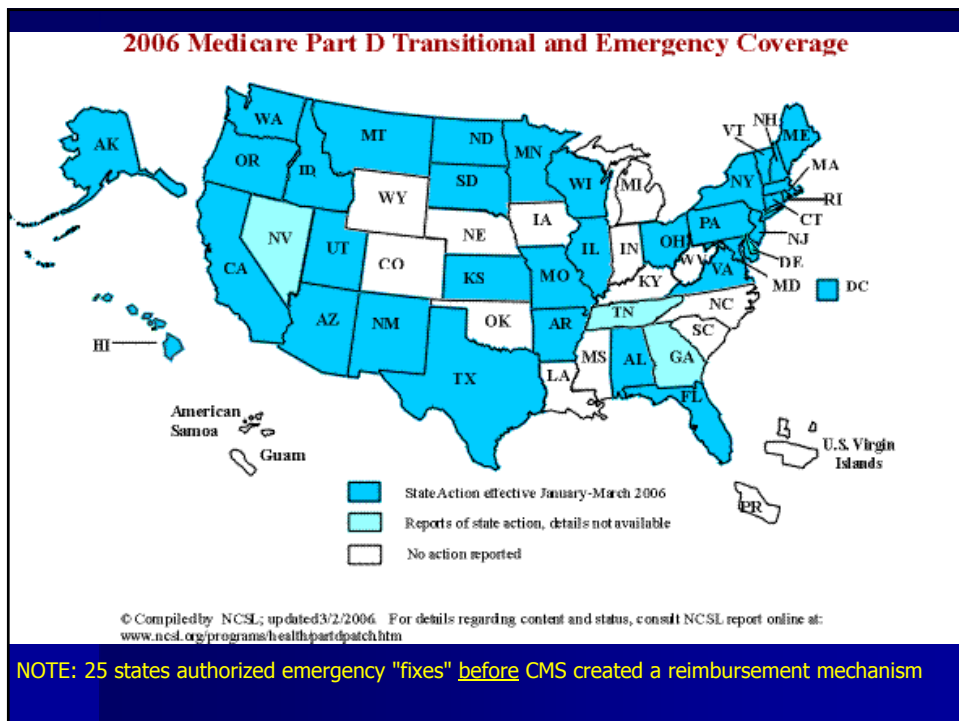 2006 Medicare Part D Transitional and Emergency Coverage
AK
WA
OR
ID
MT
ND
SD
MN
WI
MI
VT
NH
ME
MA
NY
RI
CT
NJ
PA
DE
MD
DC
WY
NV
UT
CA
CO
NE
IA
KS
MO
IL
IN
OH
WV
VA
KY
AZ
NM
OK
AR
TN
NC
SC
HI
TX
LA
MS
AL
GA
FL
American
Samoa
Guam
U.S. Virgin
Islands
PR
State Action effective January-March 2006
Reports of state action, details not available
No action reported
© Compiled by NCSL; updated 3/2/2006. For details regarding content and status, consult NCSL report online at:
www.ncsl.org/programs/health/partdpatch.htm
NOTE: 25 states authorized emergency "fixes" before CMS created a reimbursement mechanism